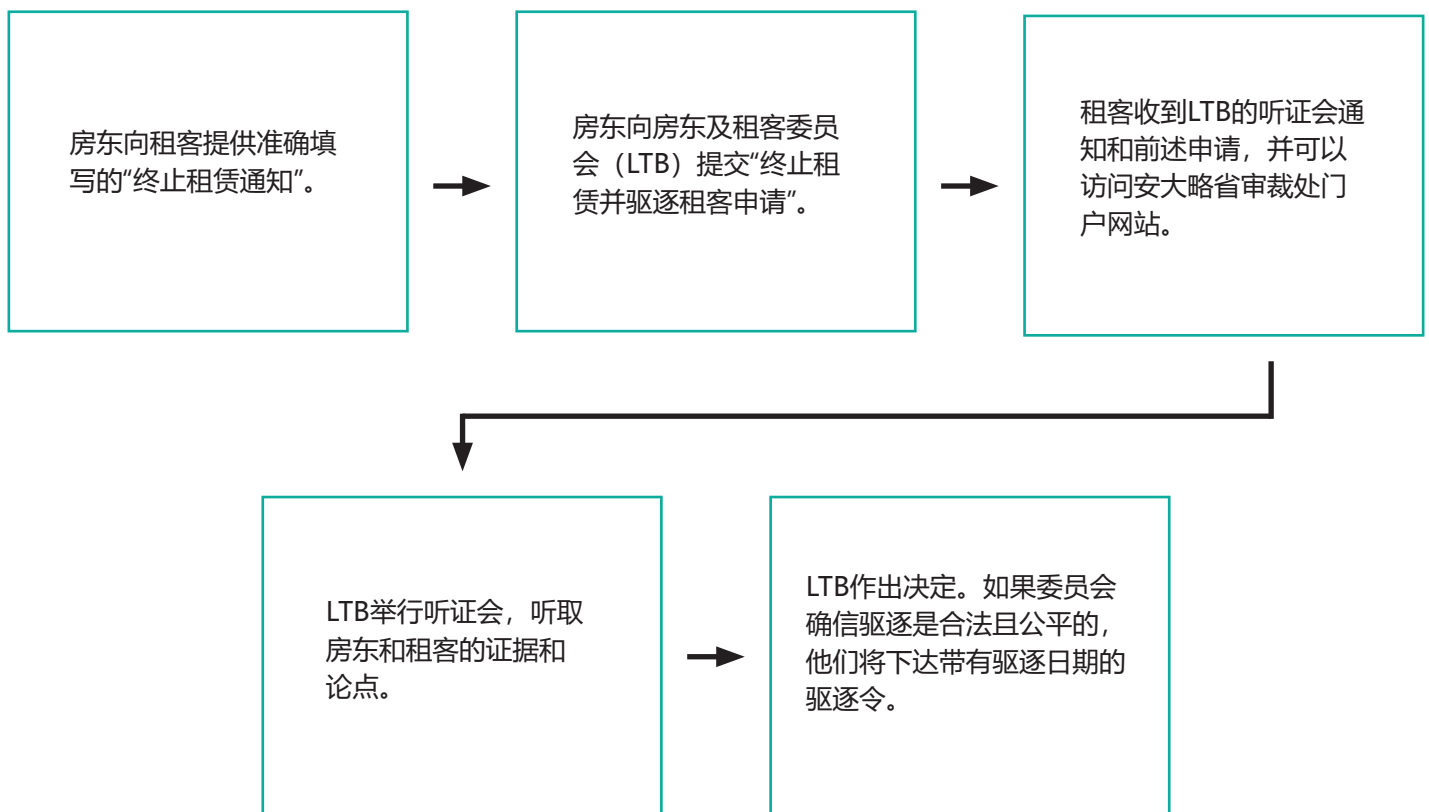 房东向租客提供准确填
写的“终止租赁通知”。
房东向房东及租客委员
会（LTB）提交“终止租
赁并驱逐租客申请”。
租客收到LTB的听证会通
知和前述申请，并可以
访问安大略省审裁处门
户网站。
LTB举行听证会，听取
房东和租客的证据和
论点。
LTB作出决定。如果委员会
确信驱逐是合法且公平的，
他们将下达带有驱逐日期的
驱逐令。